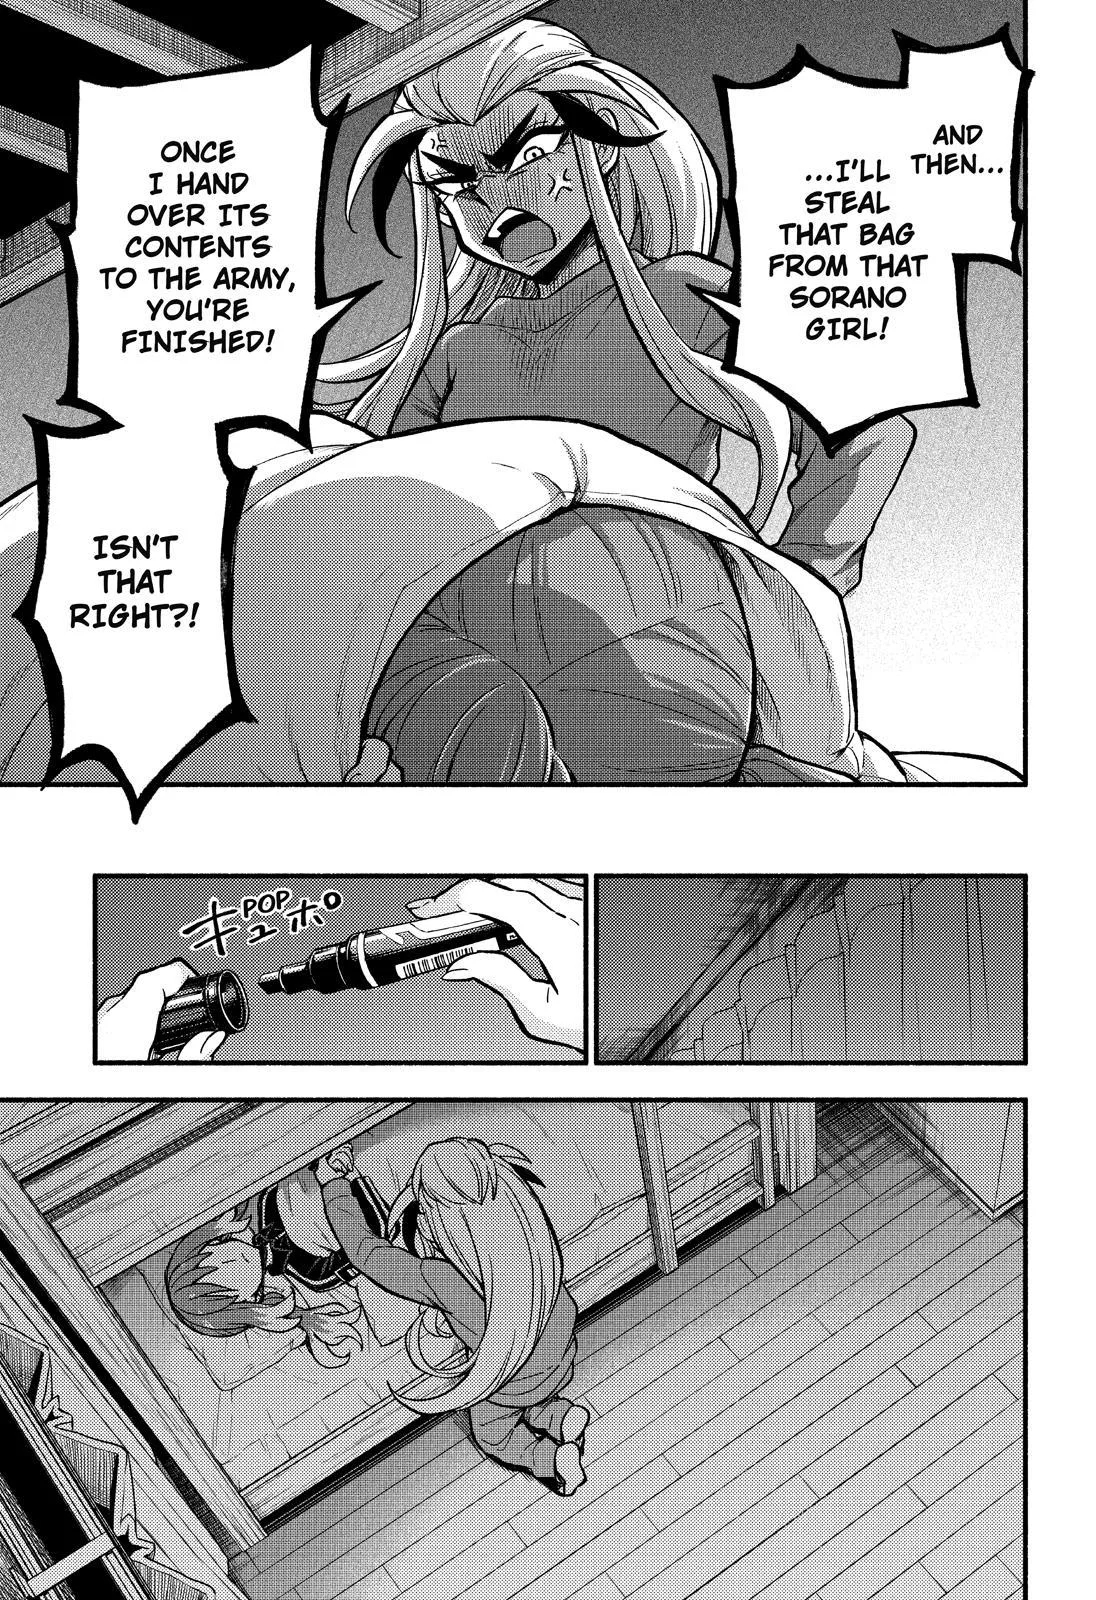 AND
THEN...
...I'LL
STEAL
THAT BAG
FROM THAT
SORANO
GIRL!
ONCE
I HAND
OVER ITS
CONTENTS
TO THE ARMY,
YOU'RE
FINISHED!
ISN'T
THAT
RIGHT?!
POP
キュポ